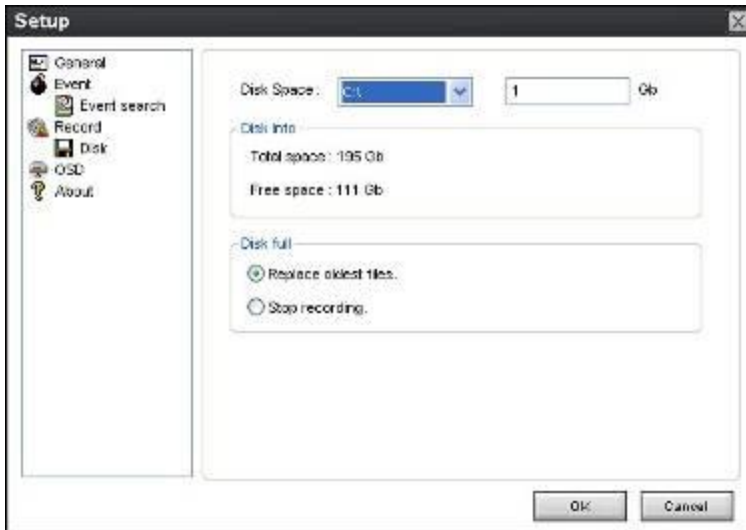 Setup
General
Event
Event search
Record
Disk
OSD
About
Disk Space : C:\ 1 Gb
Disk Info
Total space : 195 Gb
Free space : 111 Gb
Disk full
Replace oldest files.
Stop recording.
OK Cancel